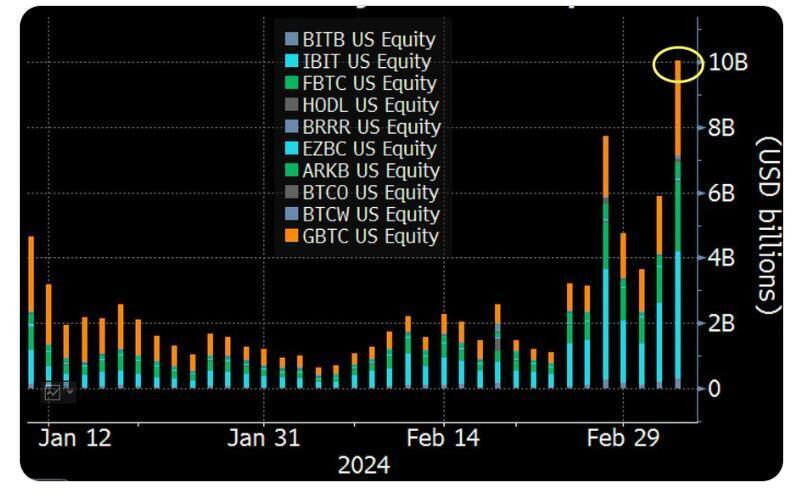 BITB US Equity
IBIT US Equity
FBTC US Equity
HODL US Equity
BRRR US Equity
EZBC US Equity
ARKB US Equity
BTCO US Equity
BTCW US Equity
GBTC US Equity
10B
8B
6B
4B
2B
0
(USD billions)
Jan 12
Jan 31
Feb 14
Feb 29
2024